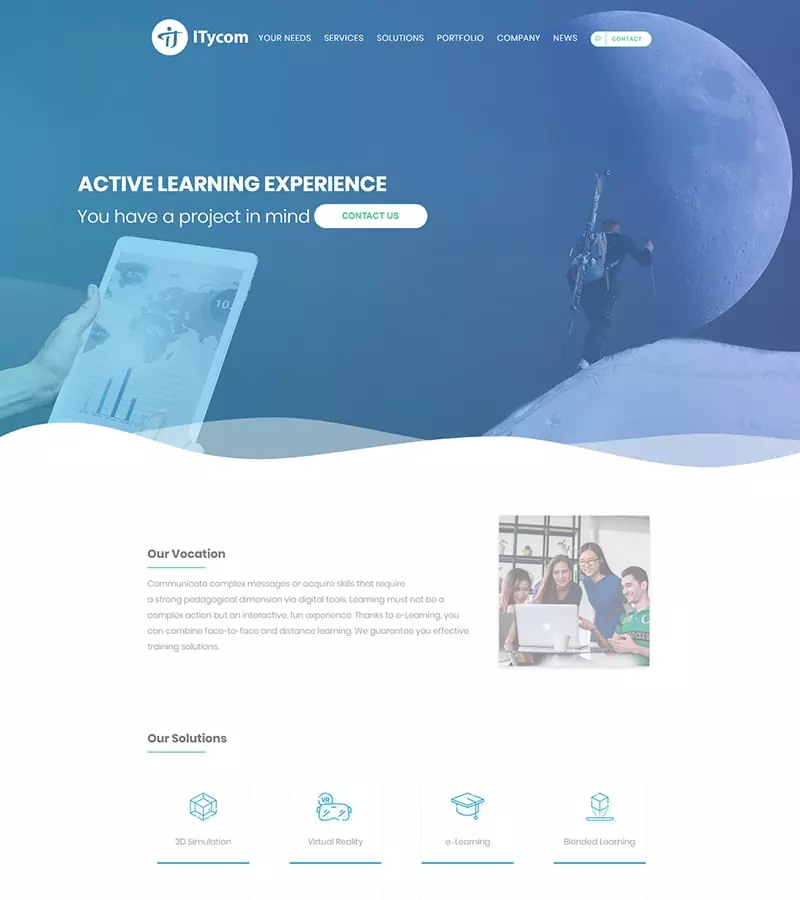 ITycom YOUR NEEDS SERVICES SOLUTIONS PORTFOLIO COMPANY NEWS CONTACT
ACTIVE LEARNING EXPERIENCE
You have a project in mind CONTACT US
10.
Our Vocation
Communicate complex messages or acquire skills that require
a strong pedagogical dimension via digital tools. Learning must not be a
complex action but an interactive, fun experience. Thanks to e-Learning, you
can combine face-to-face and distance learning. We guarantee you effective
training solutions.
Our Solutions
VR
3D Simulation Virtual Reality e-Learning Blended Learning